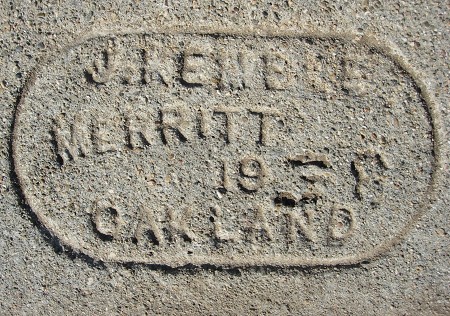 J. KEMBLE
MERRITT
19
OAKLAND